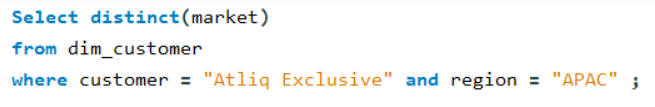 Select distinct(market)
from dim_customer
where customer = "Atliq Exclusive" and region = "APAC" ;